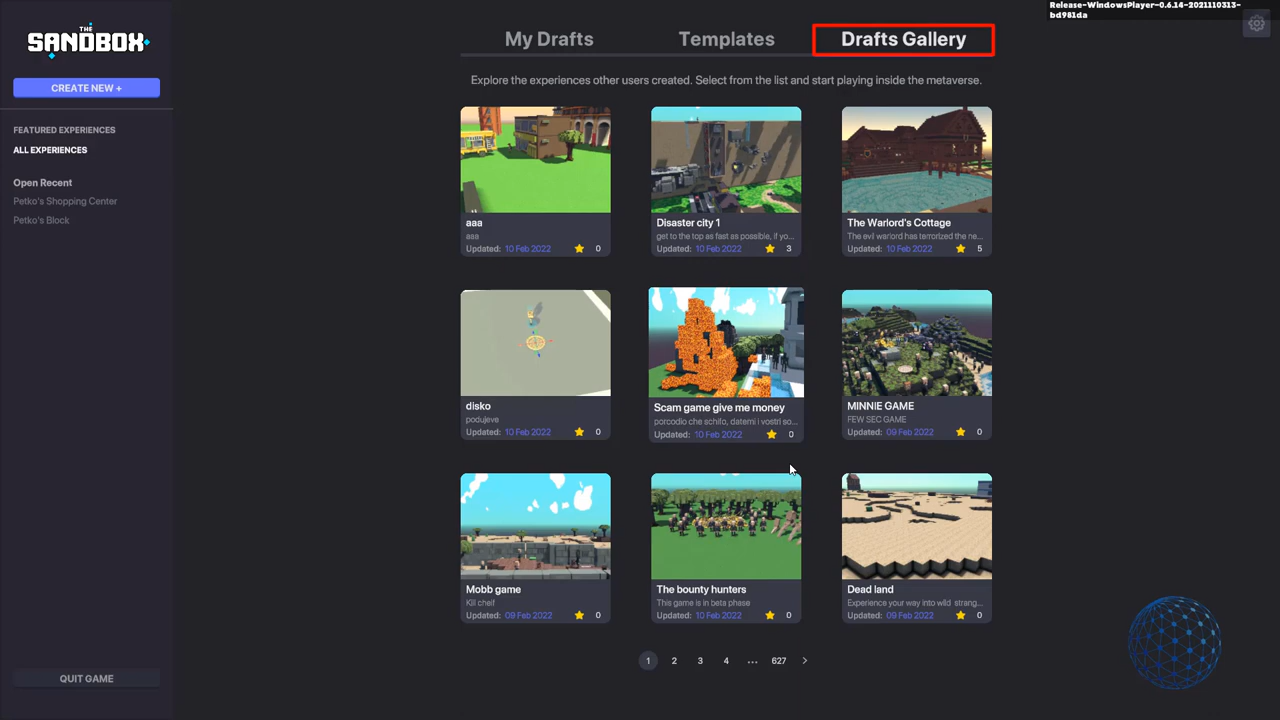 Release-WindowsPlayer-0.6.14-2021110313-
bd981da
THE
SANDBOX
CREATE NEW +
FEATURED EXPERIENCES
ALL EXPERIENCES
Open Recent
Petko's Shopping Center
Petko's Block
QUIT GAME
My Drafts
Templates
Drafts Gallery
Explore the experiences other users created. Select from the list and start playing inside the metaverse.
aaa
aaa
Updated: 10 Feb 2022 0
Disaster city 1
get to the top as fast as possible, if yo...
Updated: 10 Feb 2022 3
The Warlord's Cottage
The evil warlord has terrorized the ne...
Updated: 10 Feb 2022 5
disko
podujeve
Updated: 10 Feb 2022 0
Scam game give me money
porcodio che schifo, datemi i vostri so...
Updated: 10 Feb 2022 0
MINNIE GAME
FEW SEC GAME
Updated: 09 Feb 2022 0
Mobb game
Kil cheif
Updated: 09 Feb 2022 0
The bounty hunters
This game is in beta phase
Updated: 10 Feb 2022 0
Dead land
Experience your way into wild strang...
Updated: 09 Feb 2022 0
1 2 3 4 ... 627 >